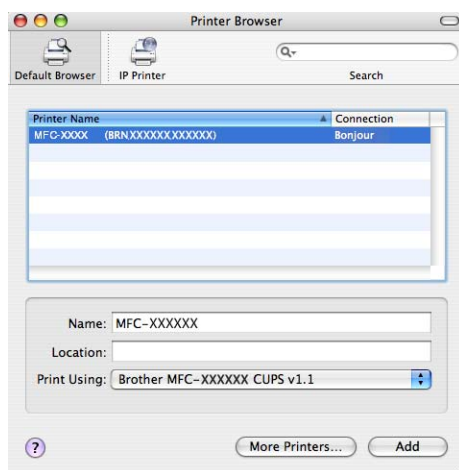 Printer Browser
Default Browser
IP Printer
Search
Printer Name Connection
MFC-XXXX (BRNXXXXXXXXXXXX) Bonjour
Name: MFC-XXXXXX
Location:
Print Using: Brother MFC-XXXXXX CUPS v1.1
? More Printers... Add